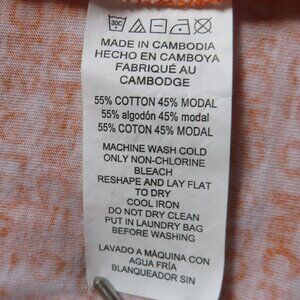 30C
MADE IN CAMBODIA
HECHO EN CAMBOYA
FABRIQUÉ AU
CAMBODGE
55% COTTON 45% MODAL
55% algodón 45% modal
55% COTON 45% MODAL
MACHINE WASH COLD
ONLY NON-CHLORINE
BLEACH
RESHAPE AND LAY FLAT
TO DRY
COOL IRON
DO NOT DRY CLEAN
PUT IN LAUNDRY BAG
BEFORE WASHING
LAVADO A MÁQUINA CON
AGUA FRÍA
BLANQUEADOR SIN